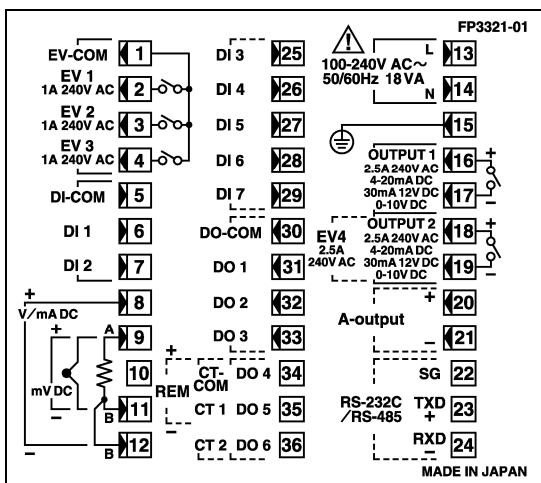 FP3321-01
EV-COM 1
EV 1
1A 240V AC 2
EV 2
1A 240V AC 3
EV 3
1A 240V AC 4
DI-COM 5
DI 1 6
DI 2 7
+
V/mA DC 8
+ A 9
10
mV DC
− B 11
− B 12
DI 3 25
DI 4 26
DI 5 27
DI 6 28
DI 7 29
DO-COM 30
DO 1 31
DO 2 32
DO 3 33
+
REM
−
CT-COM DO 4 34
CT 1 DO 5 35
CT 2 DO 6 36
L 13
100-240V AC~
50/60Hz 18VA
N 14
15
OUTPUT 1 16 +
2.5A 240V AC
4-20mA DC
30mA 12V DC 17 −
0-10V DC
EV4
2.5A
240V AC
OUTPUT 2 18 +
2.5A 240V AC
4-20mA DC
30mA 12V DC 19 −
0-10V DC
+ 20
A-output
− 21
SG 22
RS-232C
/RS-485
TXD
+ 23
RXD
− 24
MADE IN JAPAN